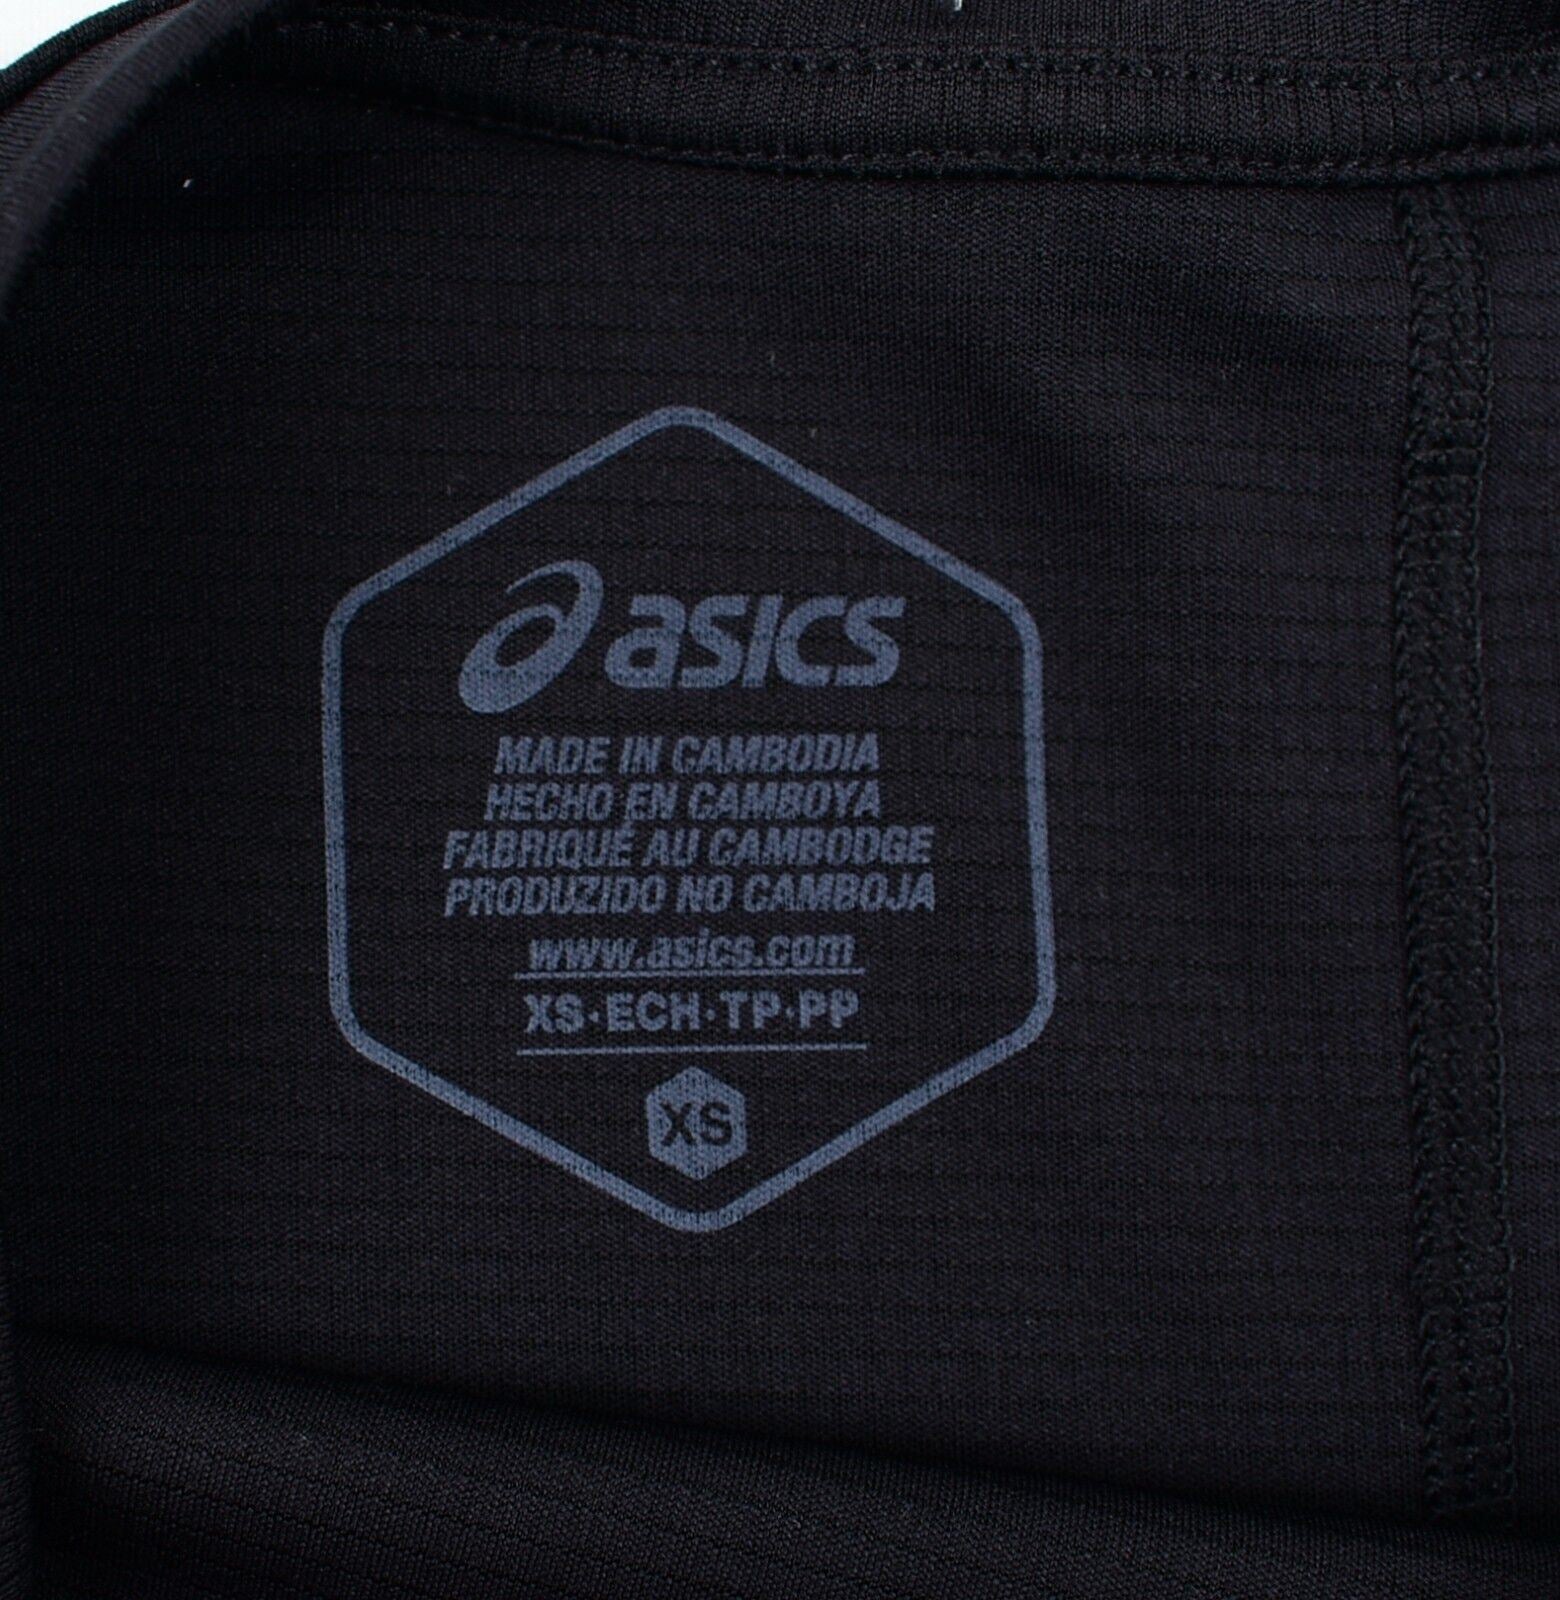 asics
MADE IN CAMBODIA
HECHO EN CAMBOYA
FABRIQUÉ AU CAMBODGE
PRODUZIDO NO CAMBOJA
www.asics.com
XS·ECH·TP·PP
XS